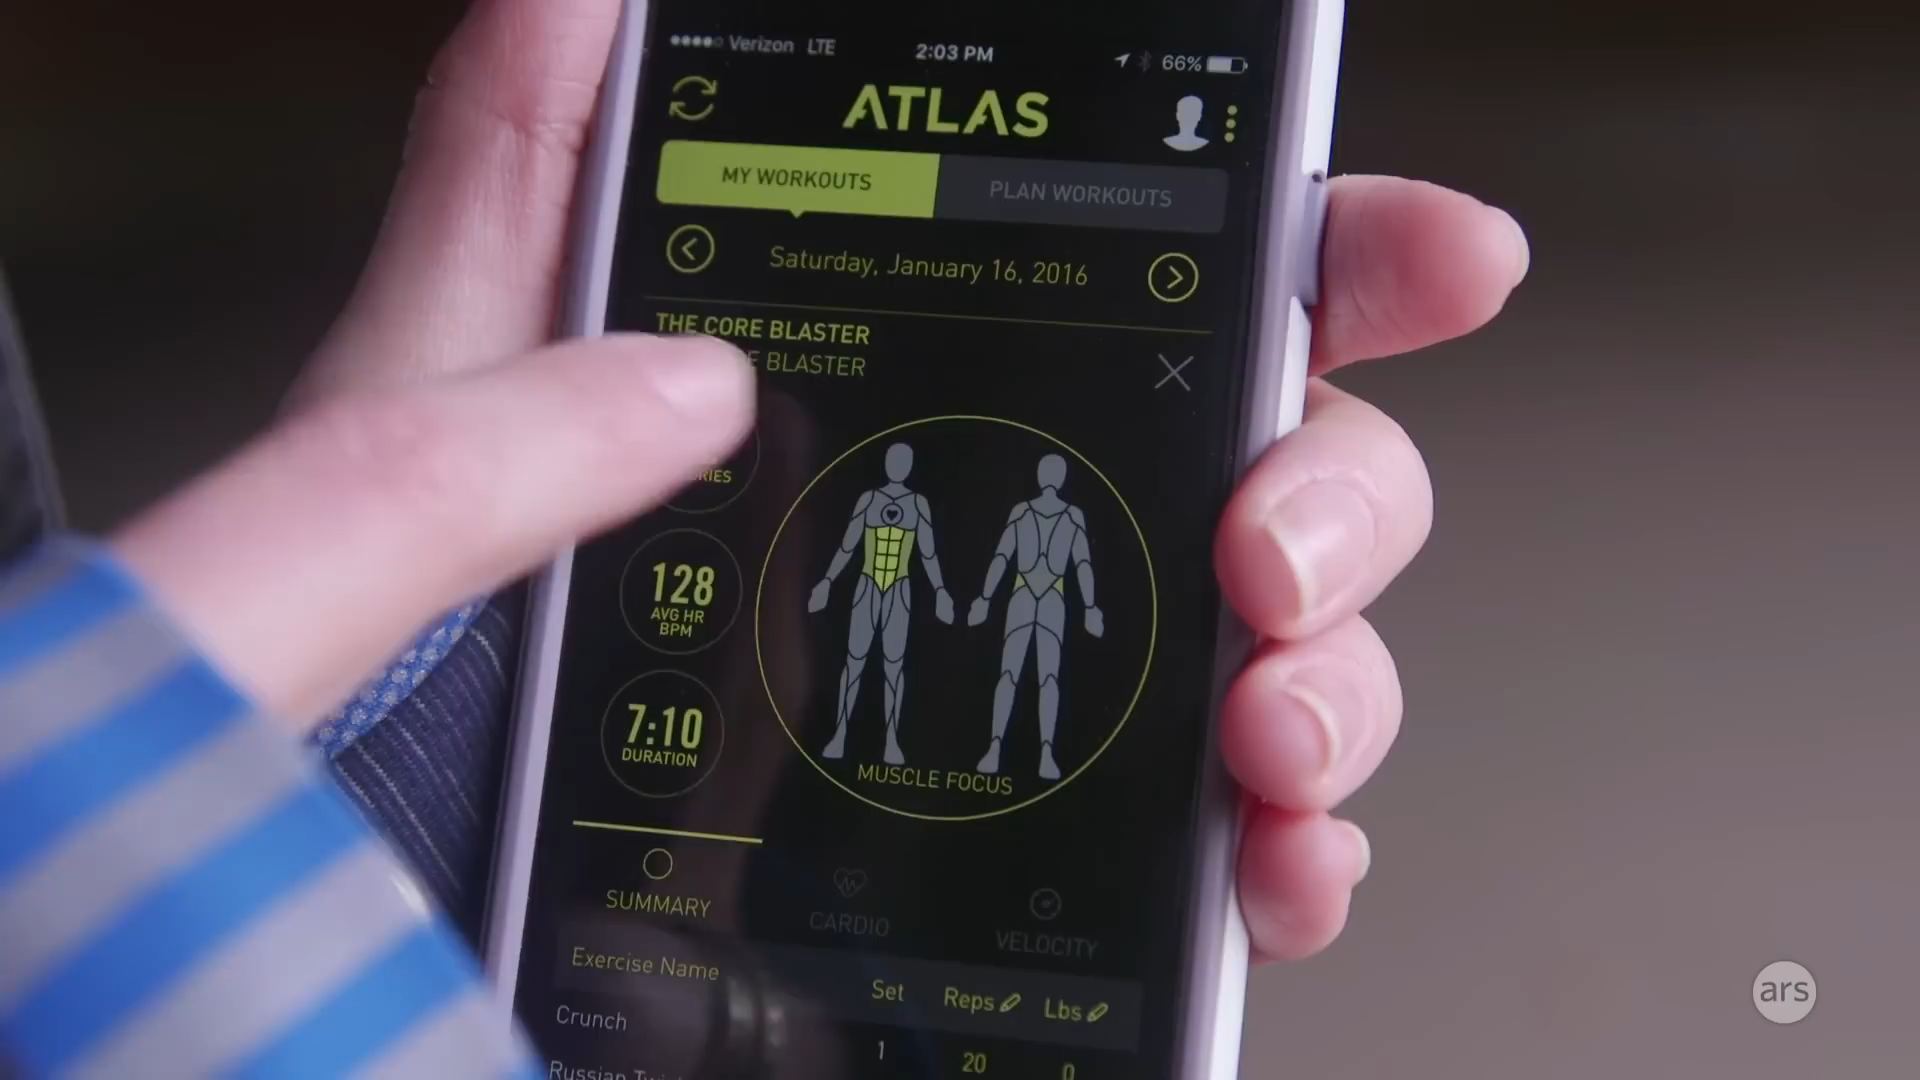 Verizon LTE 2:03 PM 66%
ATLAS
MY WORKOUTS PLAN WORKOUTS
Saturday, January 16, 2016
THE CORE BLASTER
BLASTER
128
AVG HR
BPM
7:10
DURATION
MUSCLE FOCUS
SUMMARY CARDIO VELOCITY
Exercise Name Set Reps Lbs
Crunch
1 20 0
Russian
ars